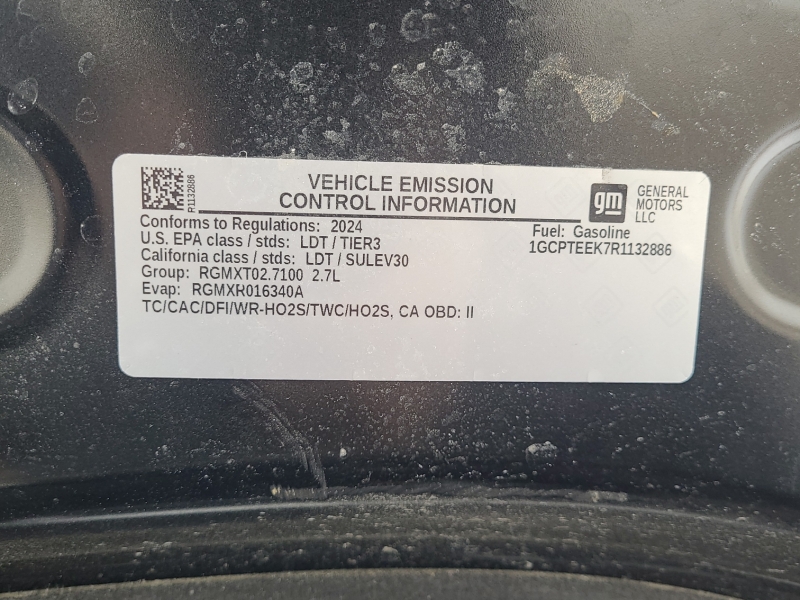 R1132886
VEHICLE EMISSION
CONTROL INFORMATION
gm
GENERAL
MOTORS
LLC
Conforms to Regulations: 2024
U.S. EPA class / stds: LDT / TIER3
California class / stds: LDT / SULEV30
Group: RGMXT02.7100 2.7L
Evap: RGMXR016340A
TC/CAC/DFI/WR-HO2S/TWC/HO2S, CA OBD: II
Fuel: Gasoline
1GCPTEEK7R1132886